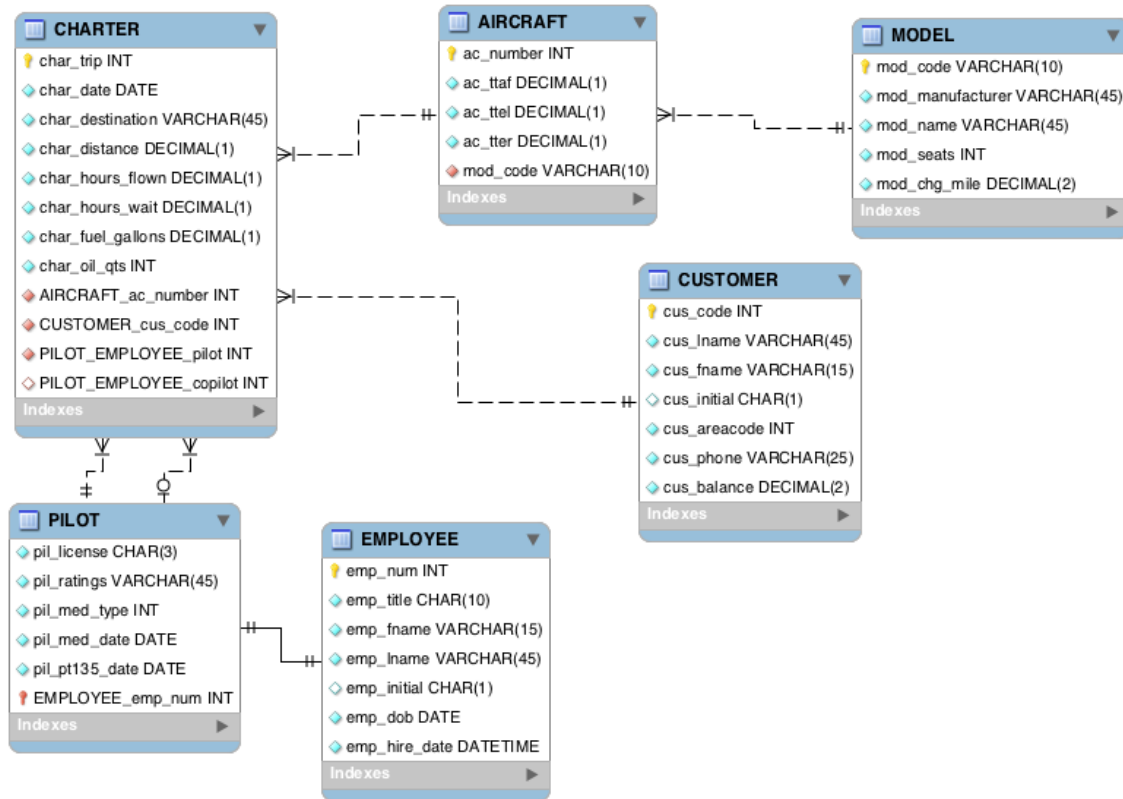 CHARTER
char_trip INT
char_date DATE
char_destination VARCHAR(45)
char_distance DECIMAL(1)
char_hours_flown DECIMAL(1)
char_hours_wait DECIMAL(1)
char_fuel_gallons DECIMAL(1)
char_oil_qts INT
AIRCRAFT_ac_number INT
CUSTOMER_cus_code INT
PILOT_EMPLOYEE_pilot INT
PILOT_EMPLOYEE_copilot INT
Indexes
AIRCRAFT
ac_number INT
ac_ttaf DECIMAL(1)
ac_ttel DECIMAL(1)
ac_tter DECIMAL(1)
mod_code VARCHAR(10)
Indexes
MODEL
mod_code VARCHAR(10)
mod_manufacturer VARCHAR(45)
mod_name VARCHAR(45)
mod_seats INT
mod_chg_mile DECIMAL(2)
Indexes
CUSTOMER
cus_code INT
cus_lname VARCHAR(45)
cus_fname VARCHAR(15)
cus_initial CHAR(1)
cus_areacode INT
cus_phone VARCHAR(25)
cus_balance DECIMAL(2)
Indexes
PILOT
pil_license CHAR(3)
pil_ratings VARCHAR(45)
pil_med_type INT
pil_med_date DATE
pil_pt135_date DATE
EMPLOYEE_emp_num INT
Indexes
EMPLOYEE
emp_num INT
emp_title CHAR(10)
emp_fname VARCHAR(15)
emp_lname VARCHAR(45)
emp_initial CHAR(1)
emp_dob DATE
emp_hire_date DATETIME
Indexes